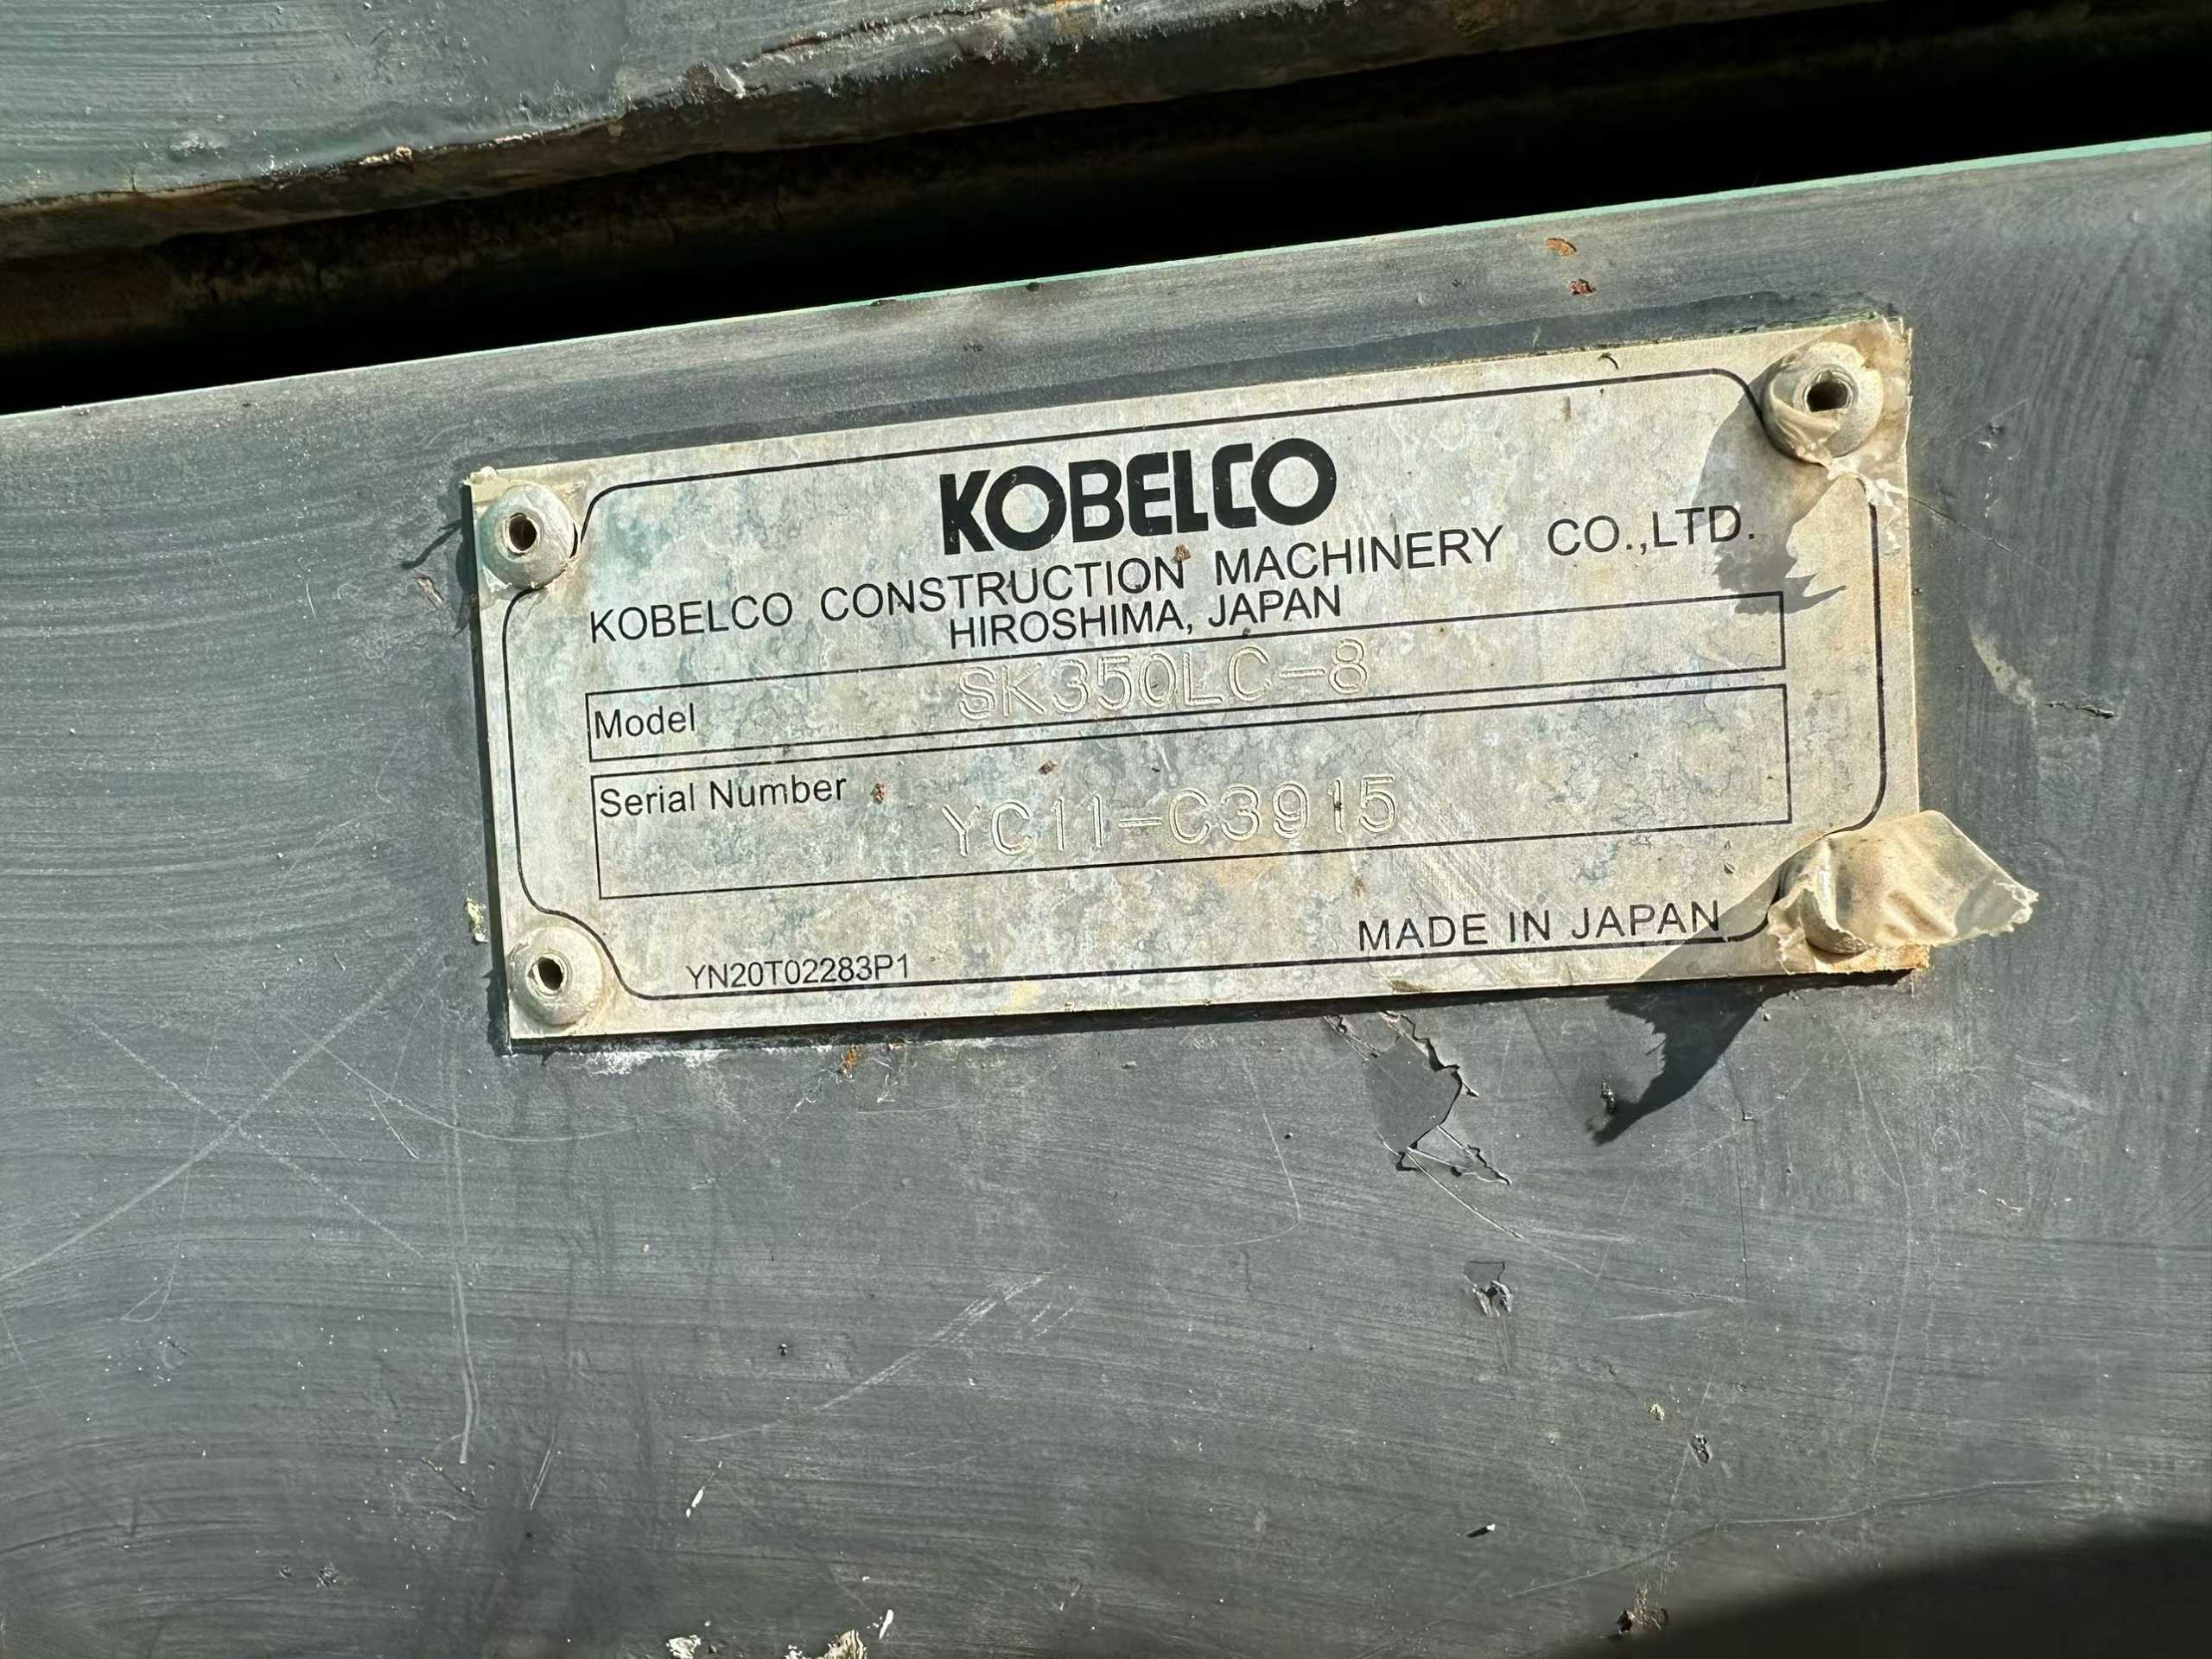 KOBELCO
KOBELCO CONSTRUCTION MACHINERY CO.,LTD.
HIROSHIMA, JAPAN
Model SK350LC-8
Serial Number YC11-C3915
YN20T02283P1 MADE IN JAPAN